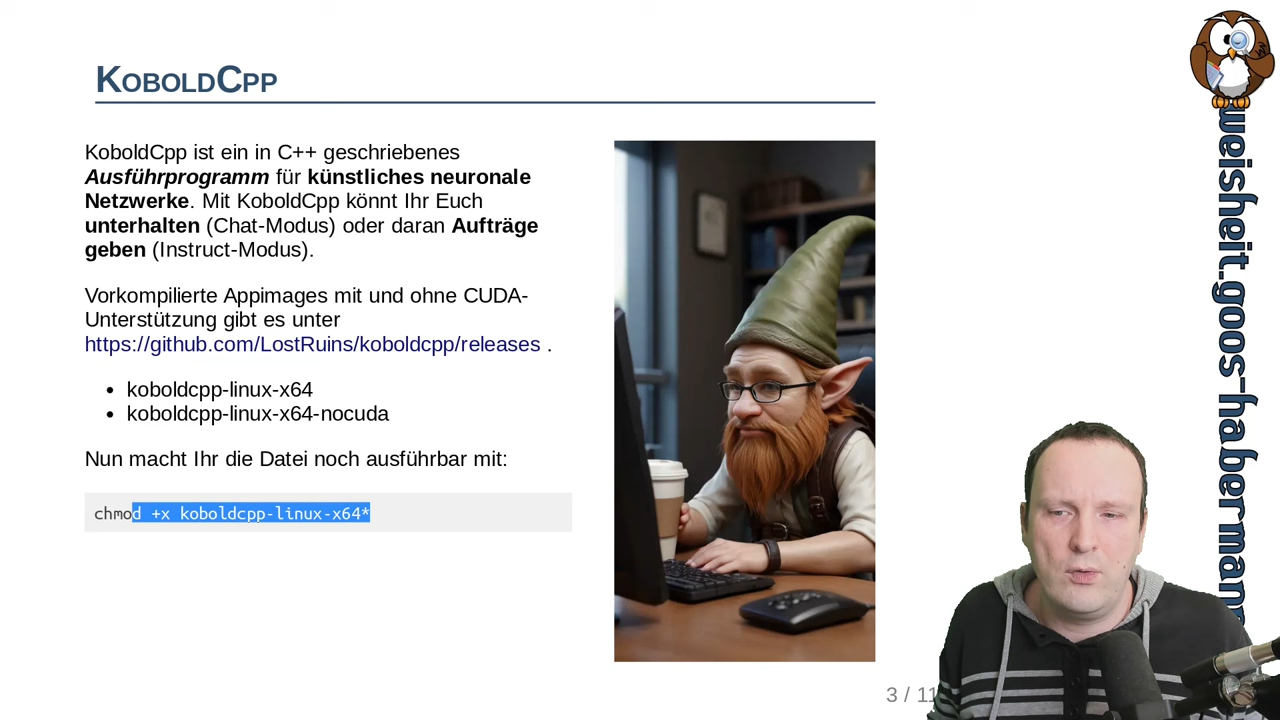 KOBOLDCPP
KoboldCpp ist ein in C++ geschriebenes
Ausführprogramm für künstliches neuronale
Netzwerke. Mit KoboldCpp könnt Ihr Euch
unterhalten (Chat-Modus) oder daran Aufträge
geben (Instruct-Modus).
Vorkompilierte Appimages mit und ohne CUDA-
Unterstützung gibt es unter
https://github.com/LostRuins/koboldcpp/releases .
• koboldcpp-linux-x64
• koboldcpp-linux-x64-nocuda
Nun macht Ihr die Datei noch ausführbar mit:
chmod +x koboldcpp-linux-x64*
3 / 11
weisheit.goos-habermann